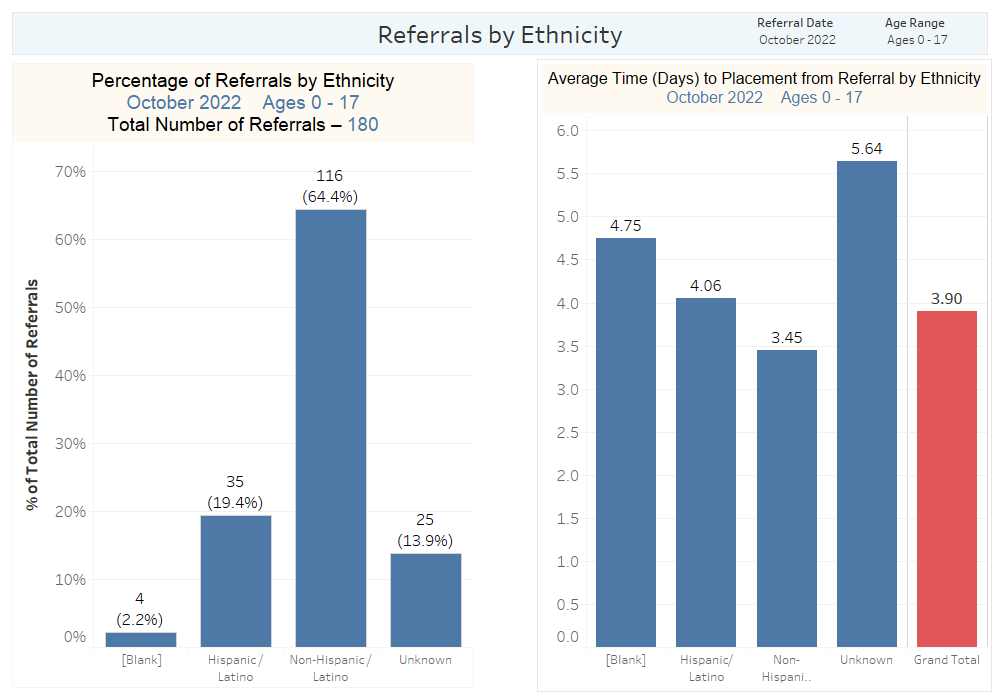 Referrals by Ethnicity
Referral Date
October 2022
Age Range
Ages 0 - 17
Percentage of Referrals by Ethnicity
October 2022 Ages 0 - 17
Total Number of Referrals – 180
% of Total Number of Referrals
70%
60%
50%
40%
30%
20%
10%
0%
4
(2.2%)
35
(19.4%)
116
(64.4%)
25
(13.9%)
[Blank]
Hispanic/
Latino
Non-Hispanic/
Latino
Unknown
Average Time (Days) to Placement from Referral by Ethnicity
October 2022 Ages 0 - 17
6.0
5.5
5.0
4.5
4.0
3.5
3.0
2.5
2.0
1.5
1.0
0.5
0.0
4.75
4.06
3.45
5.64
3.90
[Blank]
Hispanic/
Latino
Non-
Hispani..
Unknown
Grand Total